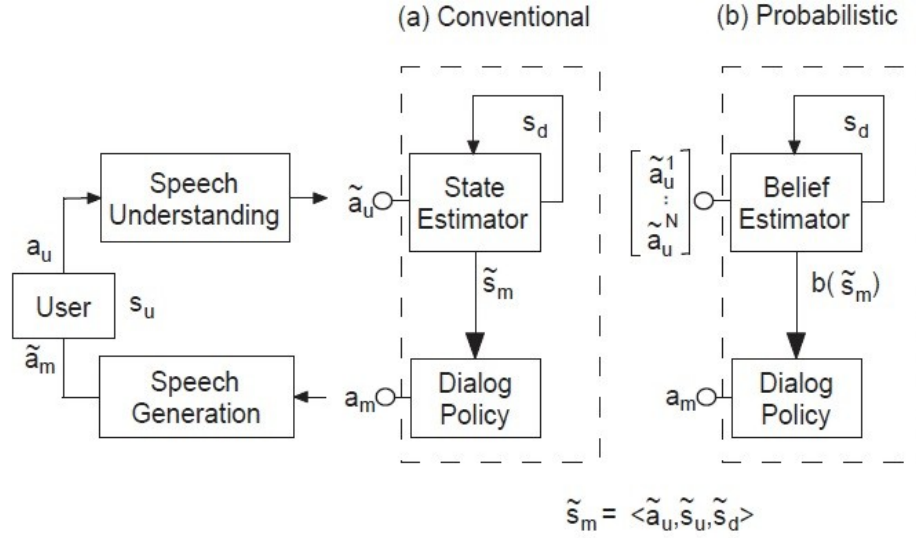 (a) Conventional
(b) Probabilistic
Speech
Understanding
a_u
User
s_u
ã_m
Speech
Generation
ã_u
s_d
State
Estimator
s̃_m
a_m
Dialog
Policy
ã_u^1
:
ã_u^N
s_d
Belief
Estimator
b(s̃_m)
a_m
Dialog
Policy
s̃_m = <ã_u,s̃_u,s̃_d>